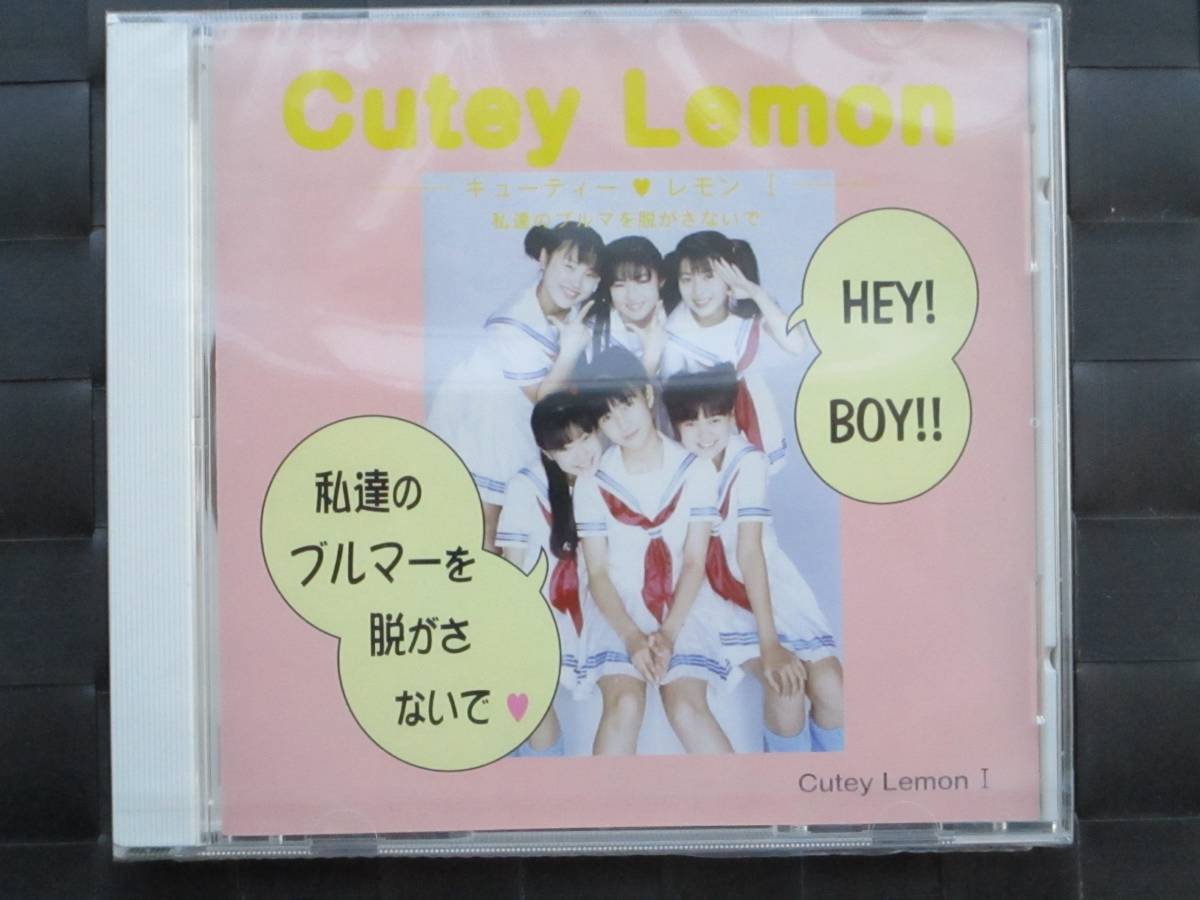 Cutey Lemon
キューティー♥レモン I
私達のブルマを脱がさないで
HEY!
BOY!!
私達の
ブルマーを
脱がさ
ないで♥
Cutey Lemon I